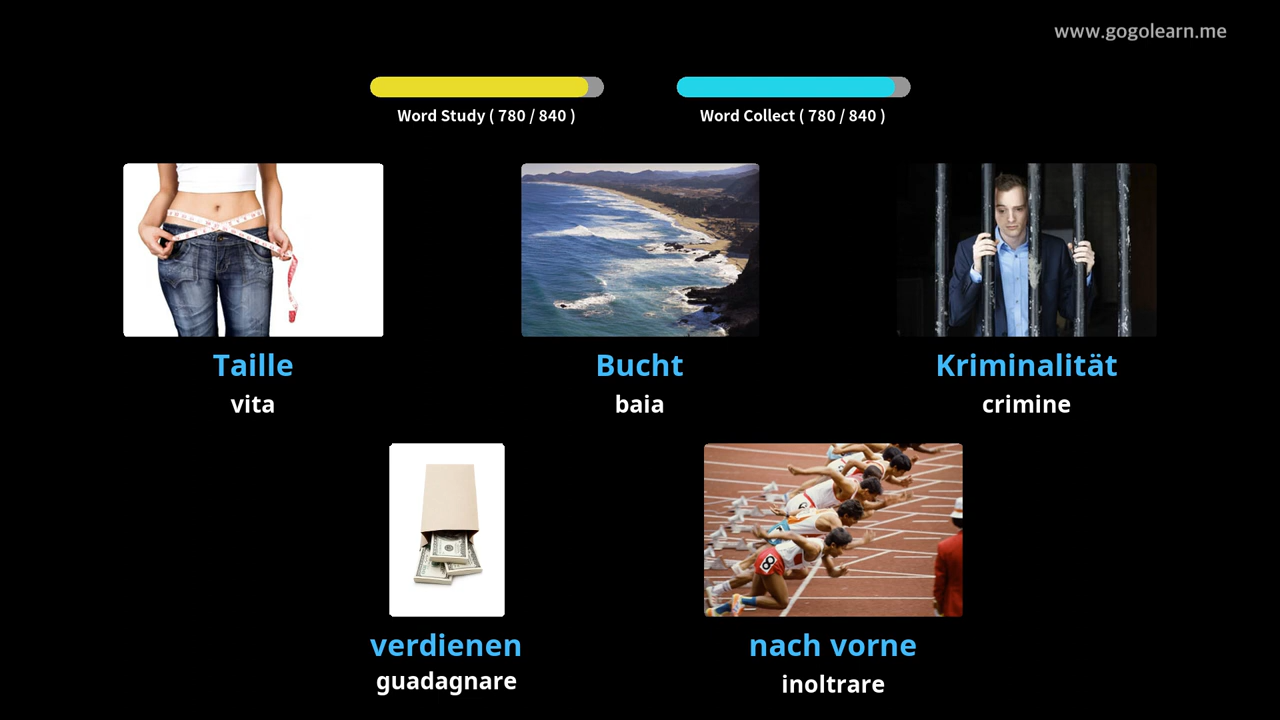 www.gogolearn.me
Word Study ( 780 / 840 )
Word Collect ( 780 / 840 )
Taille
vita
Bucht
baia
Kriminalität
crimine
verdienen
guadagnare
nach vorne
inoltrare